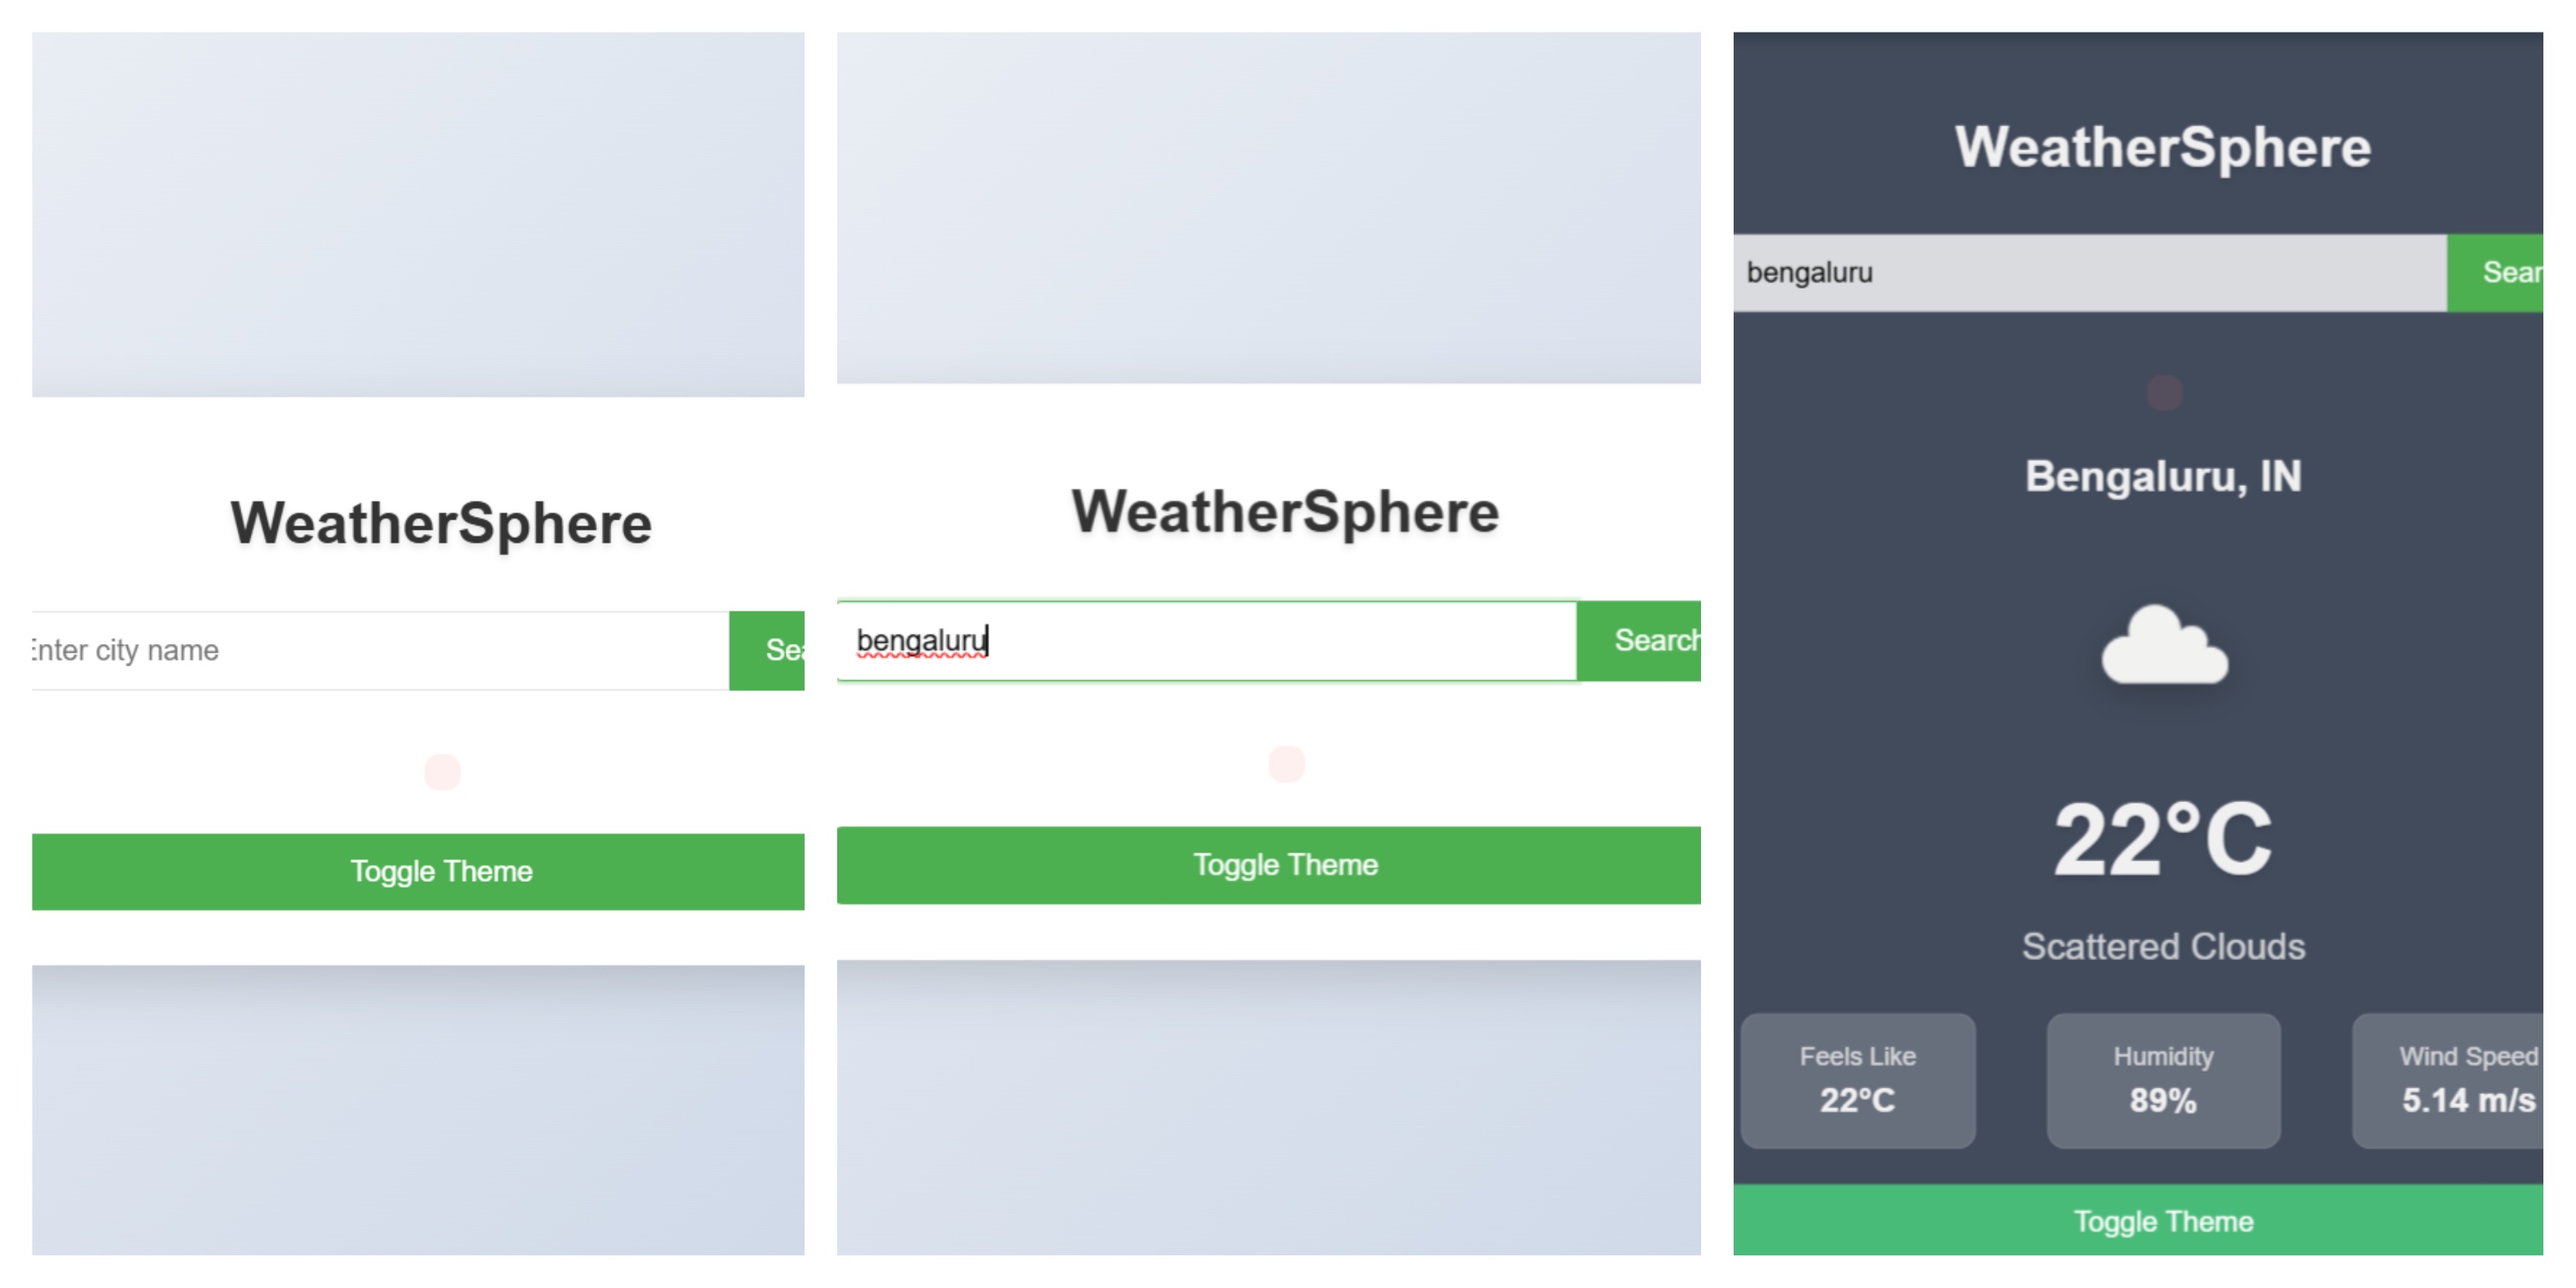 WeatherSphere
Enter city name
Sea
Toggle Theme
WeatherSphere
bengaluru
Search
Toggle Theme
WeatherSphere
bengaluru
Sear
Bengaluru, IN
22°C
Scattered Clouds
Feels Like
22°C
Humidity
89%
Wind Speed
5.14 m/s
Toggle Theme